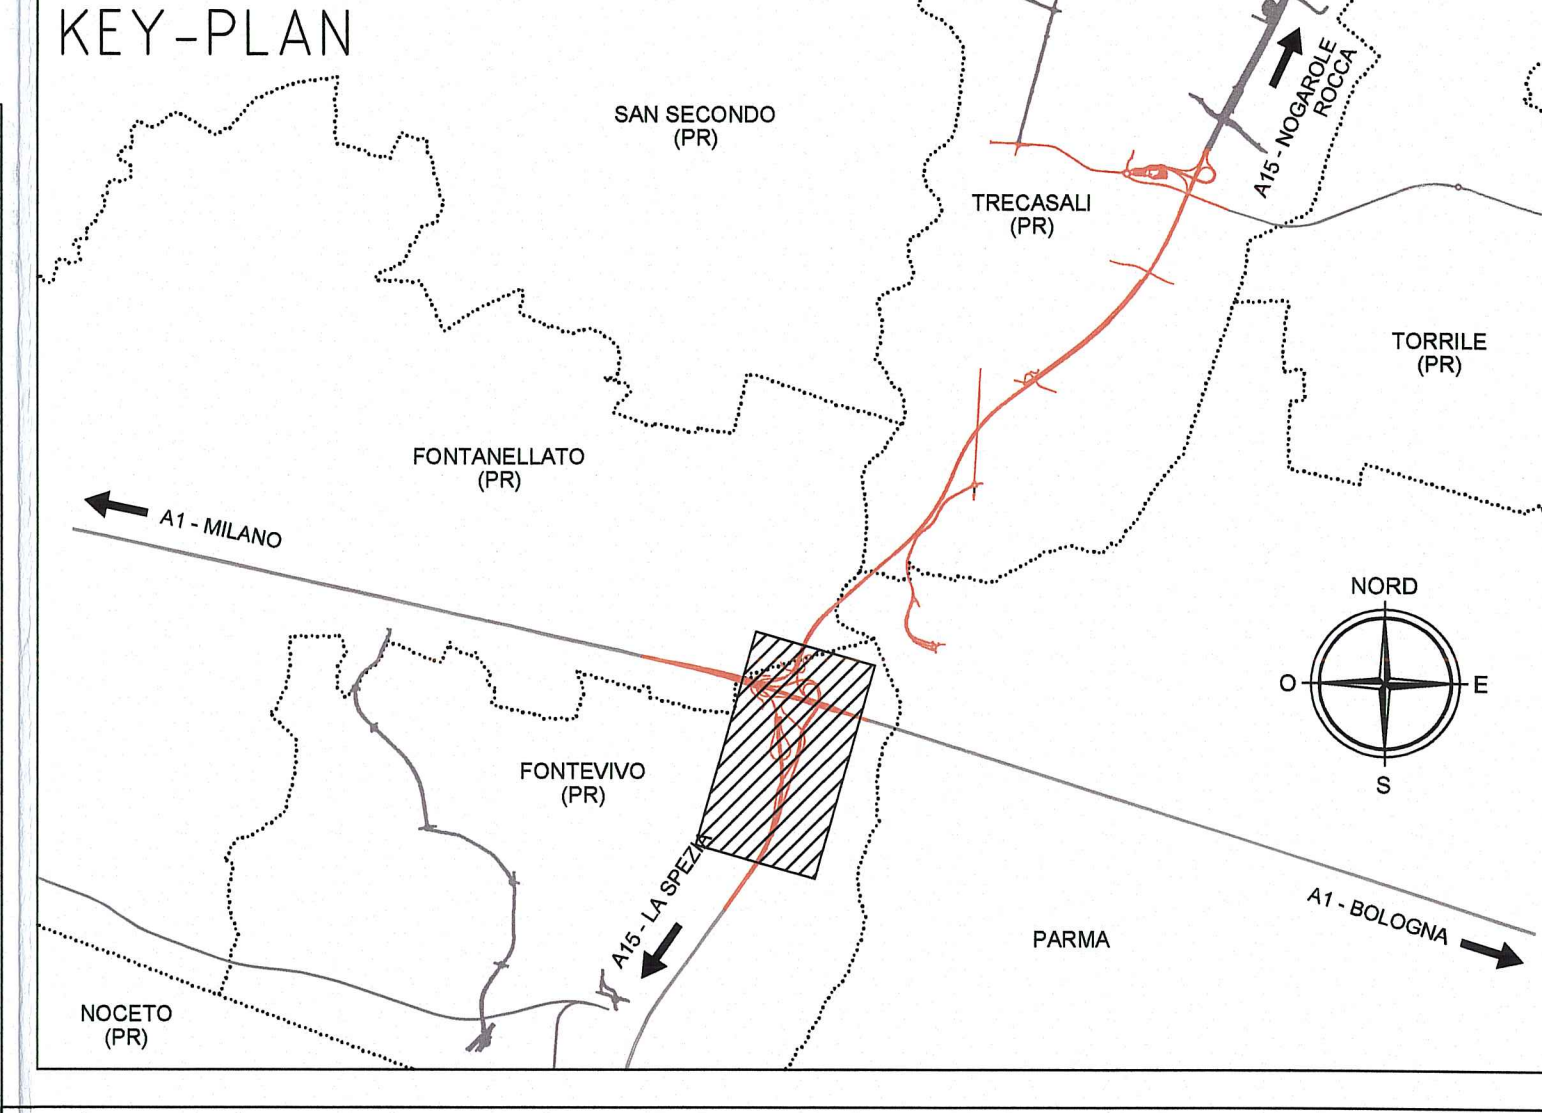 KEY-PLAN
SAN SECONDO
(PR)
A15 - NOGAROLE
ROCCA
TRECASALI
(PR)
TORRILE
(PR)
FONTANELLATO
(PR)
A1 - MILANO
NORD
O
E
S
FONTEVIVO
(PR)
A15 - LA SPEZIA
A1 - BOLOGNA
PARMA
NOCETO
(PR)